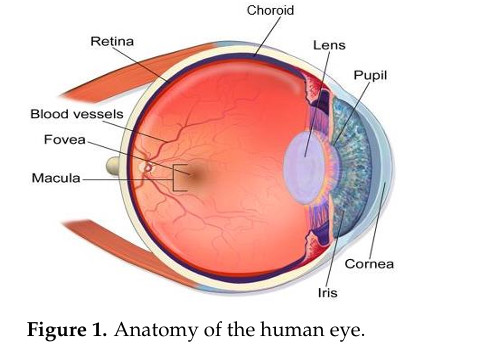 Choroid
Retina
Lens
Pupil
Blood vessels
Fovea
Macula
Cornea
Iris
Figure 1. Anatomy of the human eye.